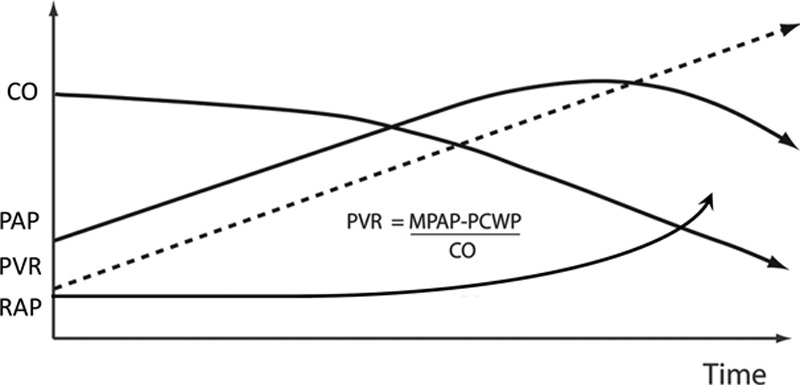 CO
PAP
PVR = MPAP-PCWP
CO
PVR
RAP
Time